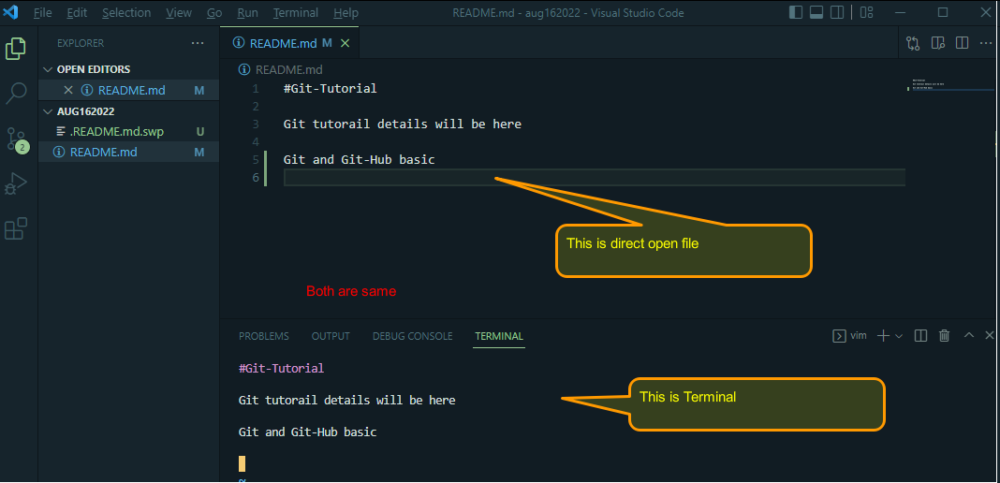 File Edit Selection View Go Run Terminal Help README.md - aug162022 - Visual Studio Code
EXPLORER ···
README.md M
OPEN EDITORS
README.md M
AUG162022
.README.md.swp U
README.md M
2
README.md
1 #Git-Tutorial
2
3 Git tutorail details will be here
4
5 Git and Git-Hub basic
6
This is direct open file
Both are same
PROBLEMS OUTPUT DEBUG CONSOLE TERMINAL vim
#Git-Tutorial
Git tutorail details will be here
This is Terminal
Git and Git-Hub basic
~